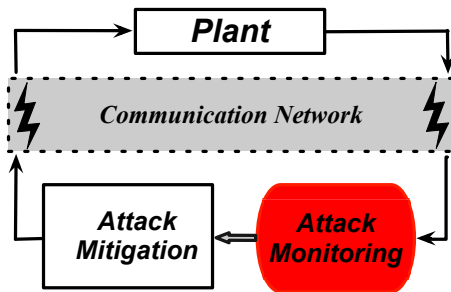 Plant
Communication Network
Attack
Mitigation
Attack
Monitoring